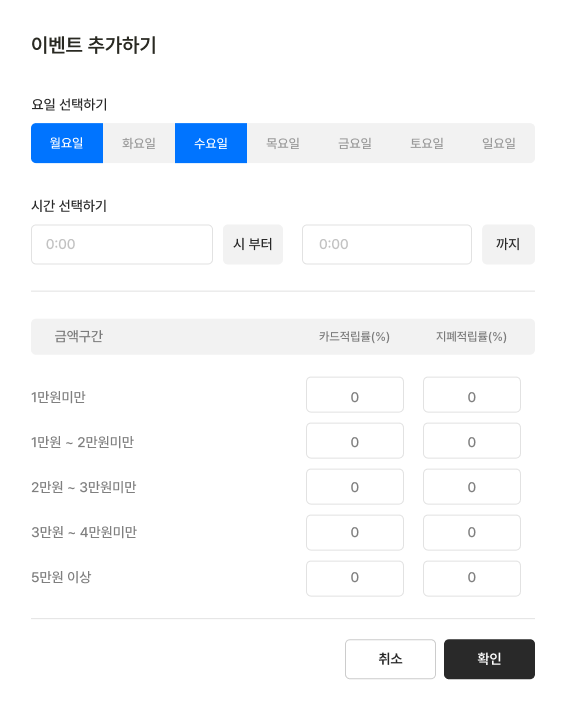 이벤트 추가하기
요일 선택하기
월요일 화요일 수요일 목요일 금요일 토요일 일요일
시간 선택하기
0:00 시 부터 0:00 까지
금액구간 카드적립률(%) 지폐적립률(%)
1만원미만 0 0
1만원 ~ 2만원미만 0 0
2만원 ~ 3만원미만 0 0
3만원 ~ 4만원미만 0 0
5만원 이상 0 0
취소 확인